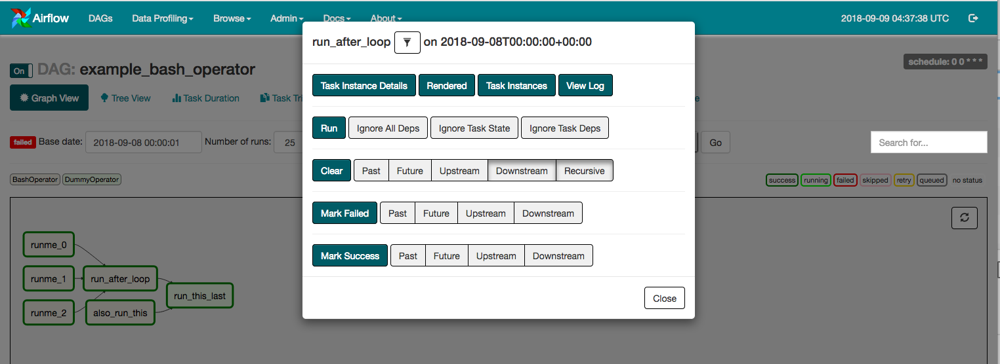 Airflow DAGs Data Profiling Browse Admin Docs About 2018-09-09 04:37:38 UTC
run_after_loop on 2018-09-08T00:00:00+00:00
On DAG: example_bash_operator schedule: 0 0 * * *
Task Instance Details Rendered Task Instances View Log
Graph View Tree View Task Duration Task Tri
Run Ignore All Deps Ignore Task State Ignore Task Deps
failed Base date: 2018-09-08 00:00:01 Number of runs: 25 Go Search for...
Clear Past Future Upstream Downstream Recursive
BashOperator DummyOperator success running failed skipped retry queued no status
Mark Failed Past Future Upstream Downstream
Mark Success Past Future Upstream Downstream
Close
runme_0
runme_1 run_after_loop
run_this_last
runme_2 also_run_this